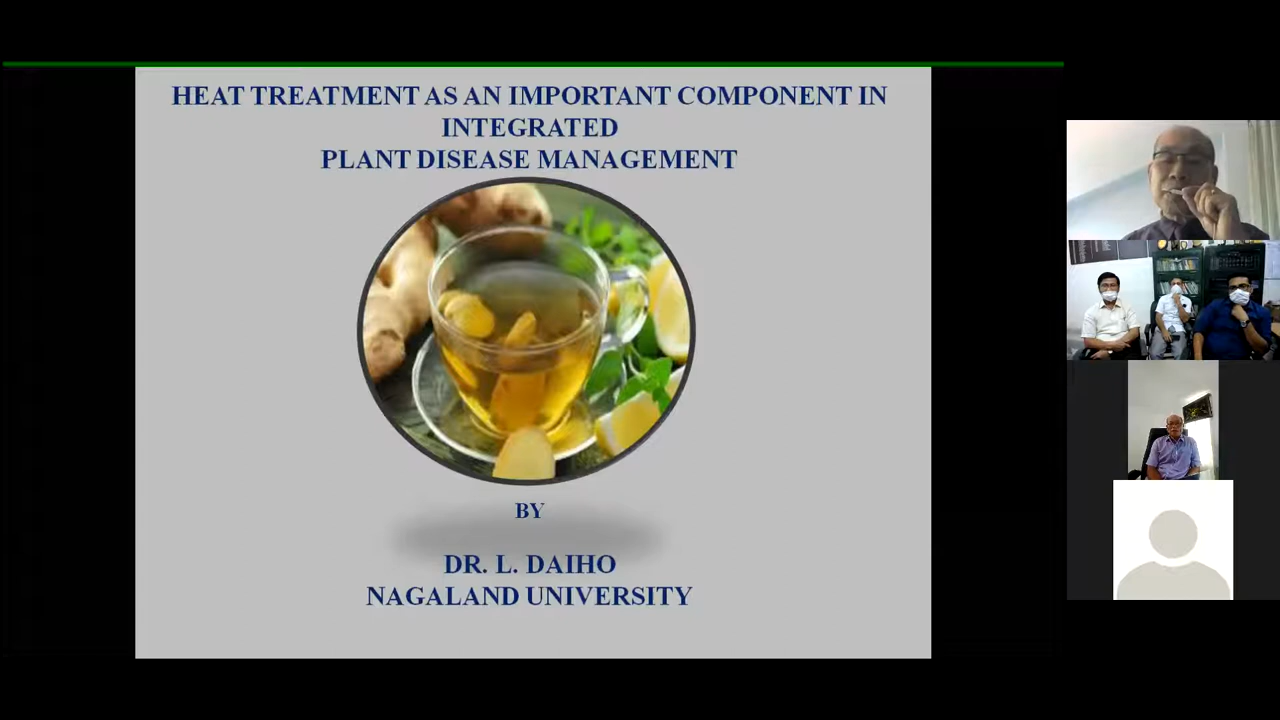 HEAT TREATMENT AS AN IMPORTANT COMPONENT IN
INTEGRATED
PLANT DISEASE MANAGEMENT
BY
DR. L. DAIHO
NAGALAND UNIVERSITY